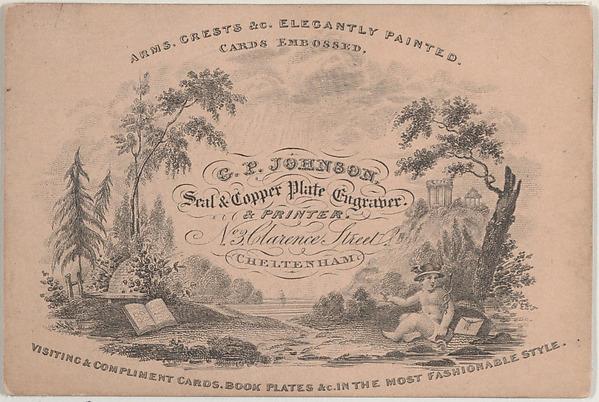 ARMS, CRESTS &c. ELEGANTLY PAINTED.
CARDS EMBOSSED,
G. P. JOHNSON,
Seal & Copper Plate Engraver.
& PRINTER.
No. 3 Clarence Street
CHELTENHAM.
VISITING & COMPLIMENT CARDS, BOOK PLATES &c. IN THE MOST FASHIONABLE STYLE.